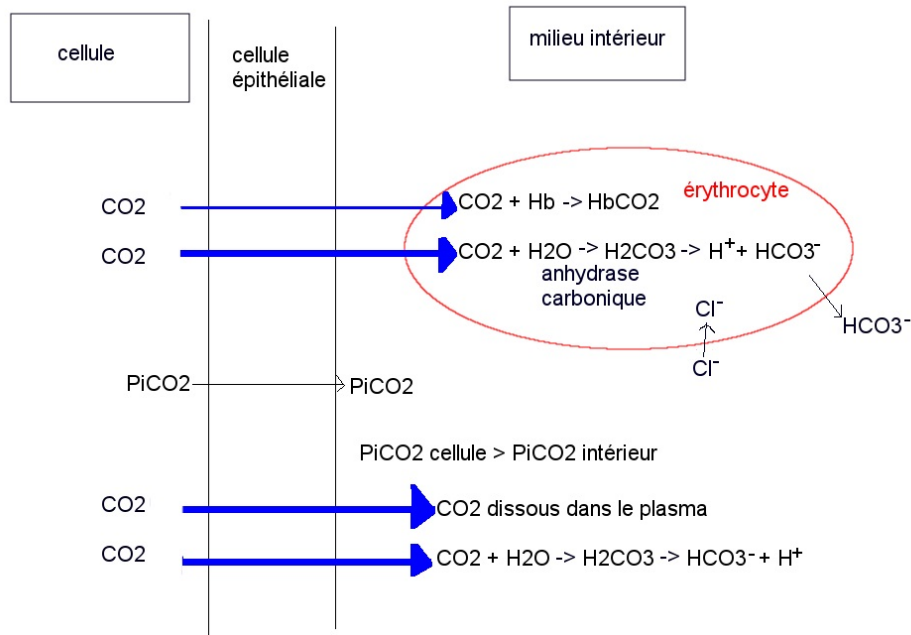 cellule
cellule
épithéliale
milieu intérieur
érythrocyte
CO2
CO2 + Hb -> HbCO2
CO2
CO2 + H2O -> H2CO3 -> H⁺ + HCO3⁻
anhydrase
carbonique
Cl⁻
HCO3⁻
Cl⁻
PiCO2
PiCO2
PiCO2 cellule > PiCO2 intérieur
CO2
CO2 dissous dans le plasma
CO2
CO2 + H2O -> H2CO3 -> HCO3⁻ + H⁺